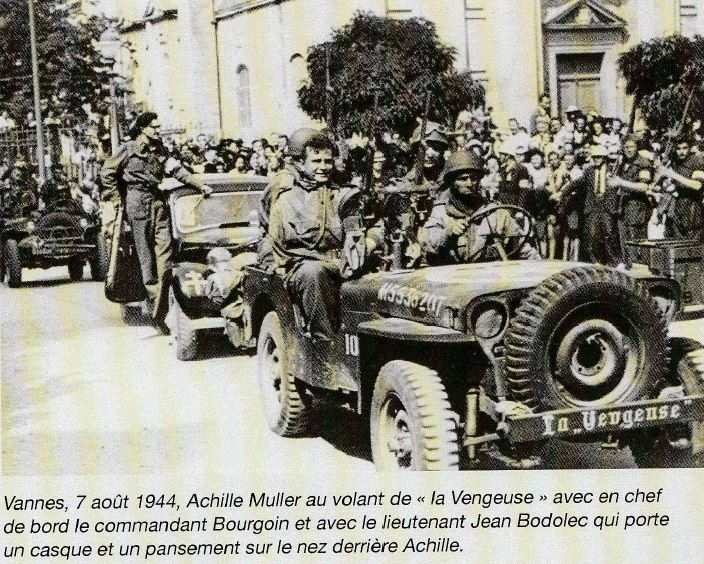 M5538207
10
La Vengeuse
Vannes, 7 août 1944, Achille Muller au volant de « la Vengeuse » avec en chef
de bord le commandant Bourgoin et avec le lieutenant Jean Bodolec qui porte
un casque et un pansement sur le nez derrière Achille.